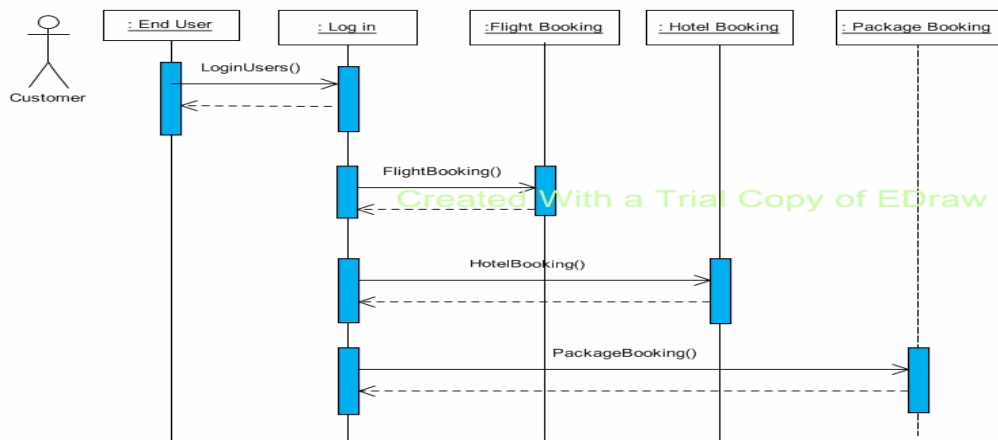 : End User
: Log in
:Flight Booking
: Hotel Booking
: Package Booking
Customer
LoginUsers()
FlightBooking()
Created With a Trial Copy of EDraw
HotelBooking()
PackageBooking()